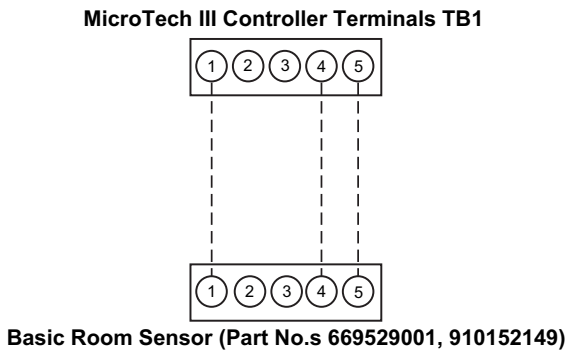 MicroTech III Controller Terminals TB1
1 2 3 4 5
1 2 3 4 5
Basic Room Sensor (Part No.s 669529001, 910152149)